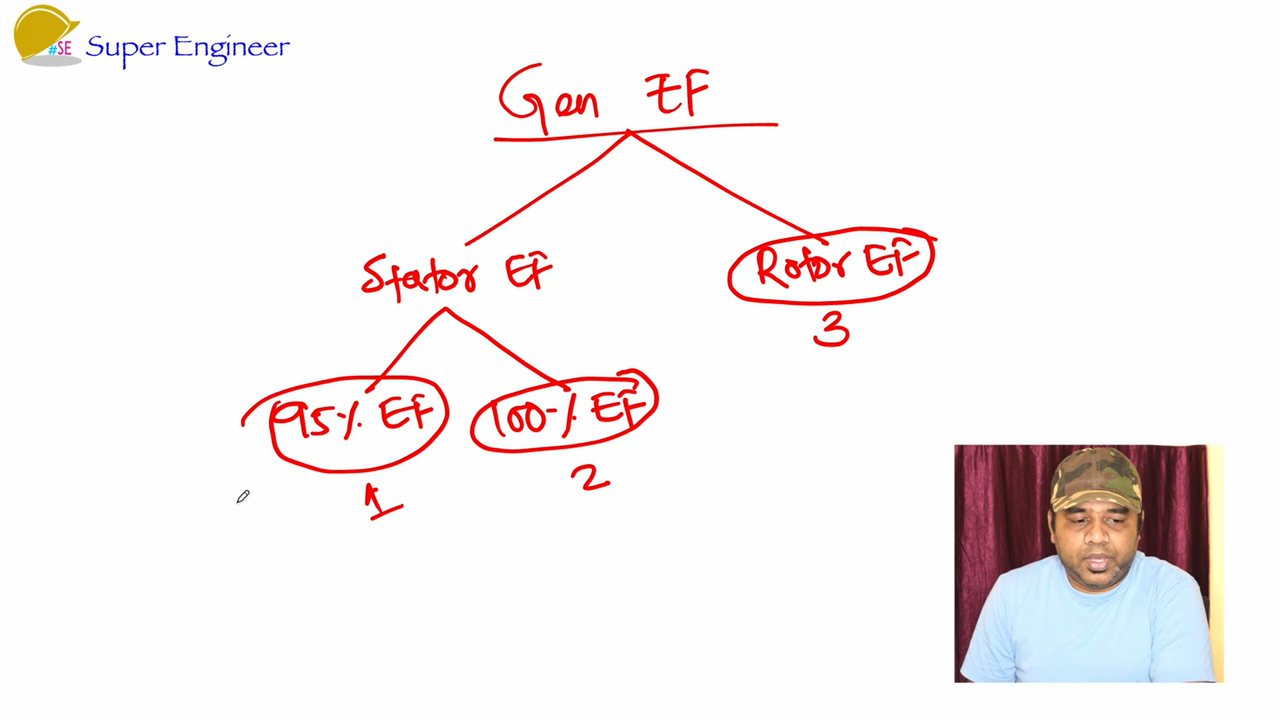 #SE Super Engineer
Gen EF
Stator EF
Rotor EF
3
95% EF
100% EF
1
2